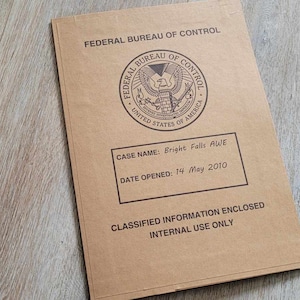 FEDERAL BUREAU OF CONTROL
FEDERAL BUREAU OF CONTROL
UNITED STATES OF AMERICA
CASE NAME: Bright Falls AWE
DATE OPENED: 14 May 2010
CLASSIFIED INFORMATION ENCLOSED
INTERNAL USE ONLY